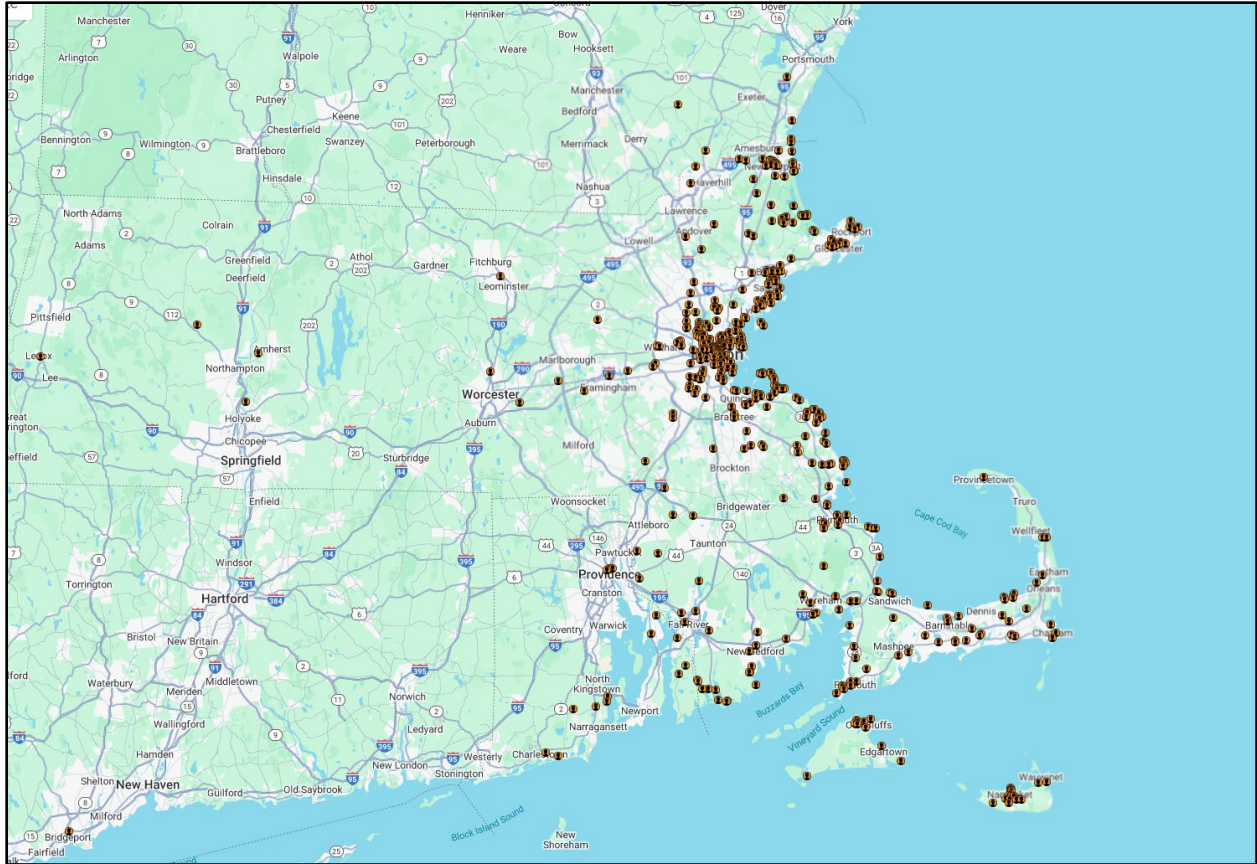 Manchester
Henniker
Concord
Dover
York
Bow
Hooksett
Weare
Arlington
Walpole
Portsmouth
Putney
Keene
Manchester
Bedford
Exeter
Chesterfield
Swanzey
Peterborough
Merrimack
Derry
Bennington
Wilmington
Brattleboro
Amesbury
Hinsdale
Nashua
Haverhill
North Adams
Colrain
Lawrence
Andover
Rockport
Adams
Lowell
Gloucester
Greenfield
Athol
Gardner
Fitchburg
Deerfield
Leominster
Pittsfield
Amherst
Lenox
Marlborough
Lee
Northampton
Framingham
Worcester
Quincy
Holyoke
Auburn
Braintree
Chicopee
Milford
Springfield
Sturbridge
Brockton
Enfield
Woonsocket
Bridgewater
Provincetown
Truro
Attleboro
Cape Cod Bay
Wellfleet
Windsor
Taunton
Plymouth
Torrington
Providence
Eastham
Hartford
Cranston
Orleans
Wareham
Sandwich
Dennis
Bristol
New Britain
Coventry
Warwick
Fall River
Barnstable
Chatham
New Bedford
Mashpee
Waterbury
Middletown
Meriden
North
Kingstown
Norwich
Buzzards Bay
Falmouth
Wallingford
Ledyard
Newport
Narragansett
Vineyard Sound
Hamden
Westerly
Charlestown
Edgartown
New London
Stonington
Shelton
New Haven
Guilford
Old Saybrook
Milford
Block Island Sound
Bridgeport
New
Shoreham
Fairfield